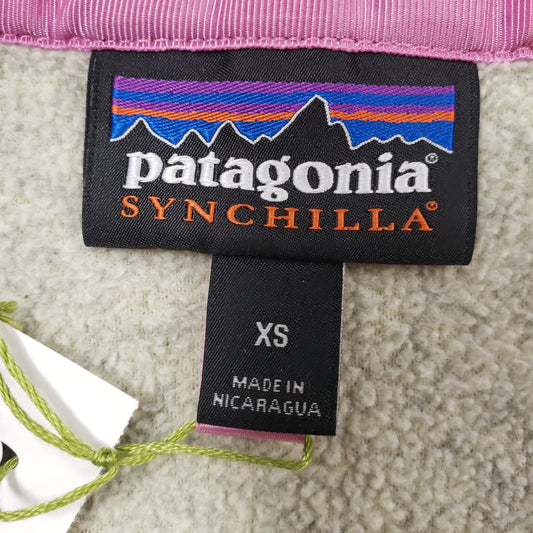 patagonia®
SYNCHILLA®
XS
MADE IN
NICARAGUA